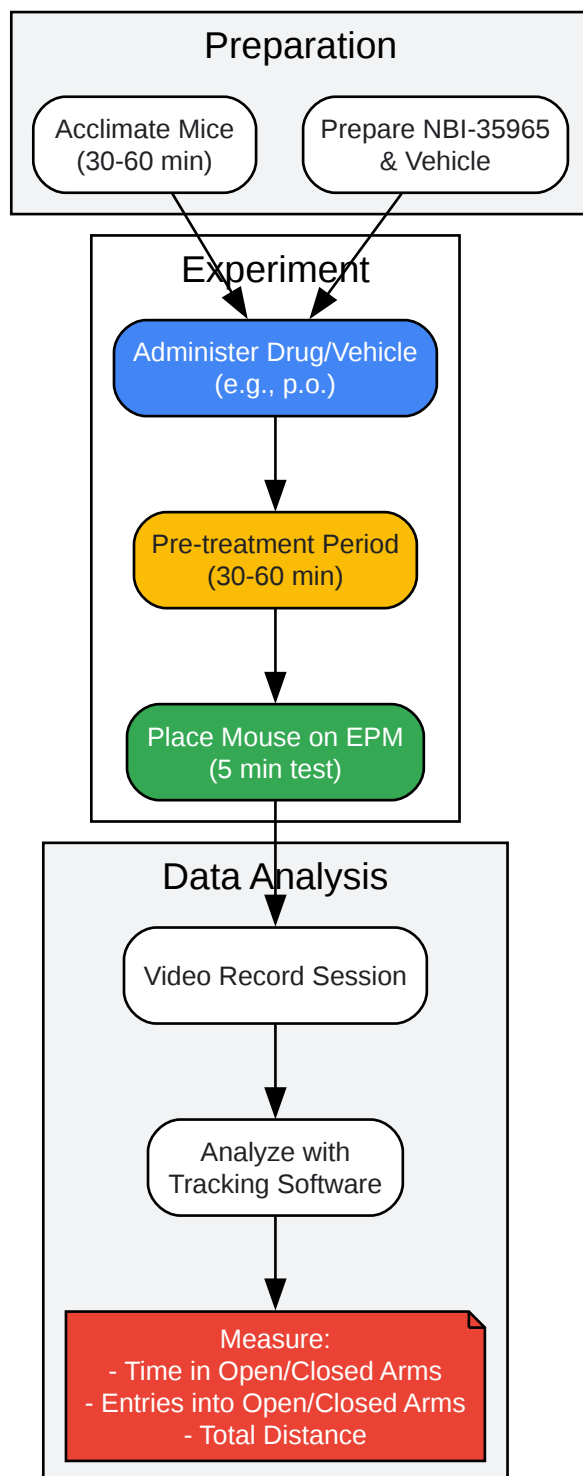 Preparation
Acclimate Mice
(30-60 min)
Prepare NBI-35965
& Vehicle
Experiment
Administer Drug/Vehicle
(e.g., p.o.)
Pre-treatment Period
(30-60 min)
Place Mouse on EPM
(5 min test)
Data Analysis
Video Record Session
Analyze with
Tracking Software
Measure:
- Time in Open/Closed Arms
- Entries into Open/Closed Arms
- Total Distance